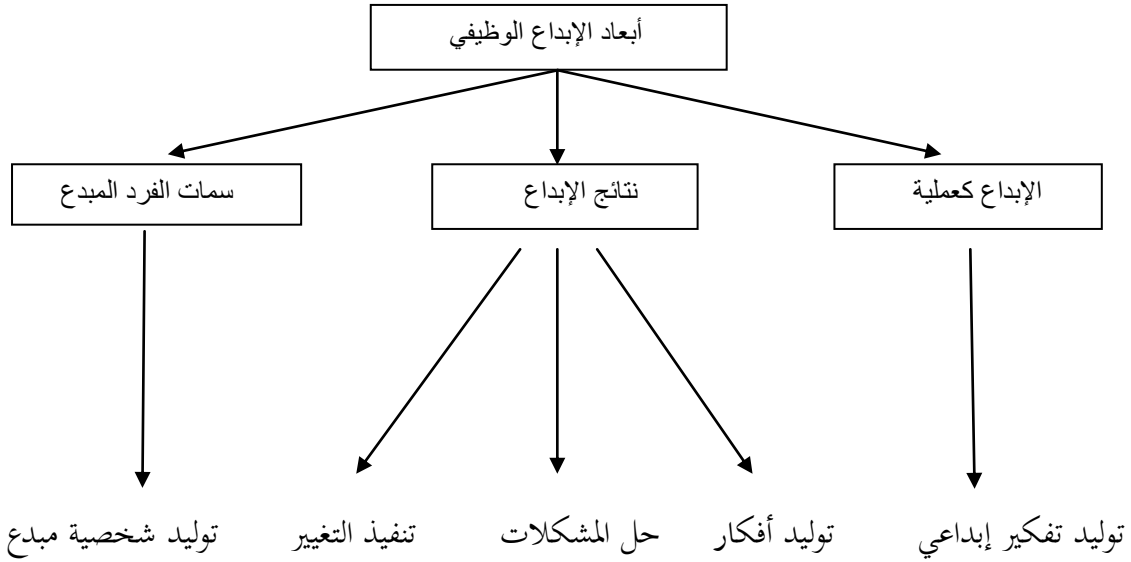 أبعاد الإبداع الوظيفي
الإبداع كعملية
نتائج الإبداع
سمات الفرد المبدع
توليد تفكير إبداعي
توليد أفكار
حل المشكلات
تنفيذ التغيير
توليد شخصية مبدع